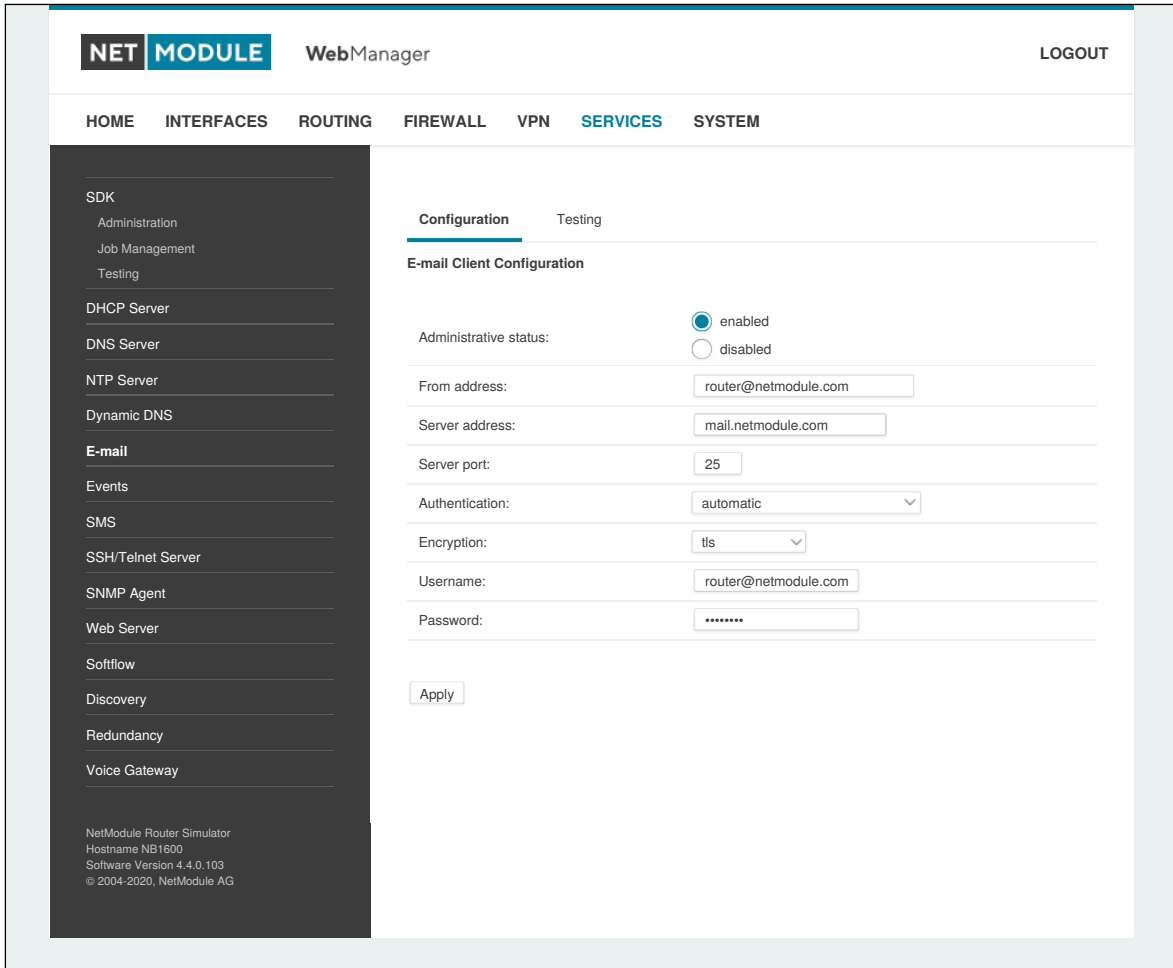 NET MODULE WebManager LOGOUT
HOME INTERFACES ROUTING FIREWALL VPN SERVICES SYSTEM
SDK
Administration
Job Management
Testing
DHCP Server
DNS Server
NTP Server
Dynamic DNS
E-mail
Events
SMS
SSH/Telnet Server
SNMP Agent
Web Server
Softflow
Discovery
Redundancy
Voice Gateway
NetModule Router Simulator
Hostname NB1600
Software Version 4.4.0.103
© 2004-2020, NetModule AG
Configuration Testing
E-mail Client Configuration
Administrative status:
enabled
disabled
From address: router@netmodule.com
Server address: mail.netmodule.com
Server port: 25
Authentication: automatic
Encryption: tls
Username: router@netmodule.com
Password: ••••••••
Apply